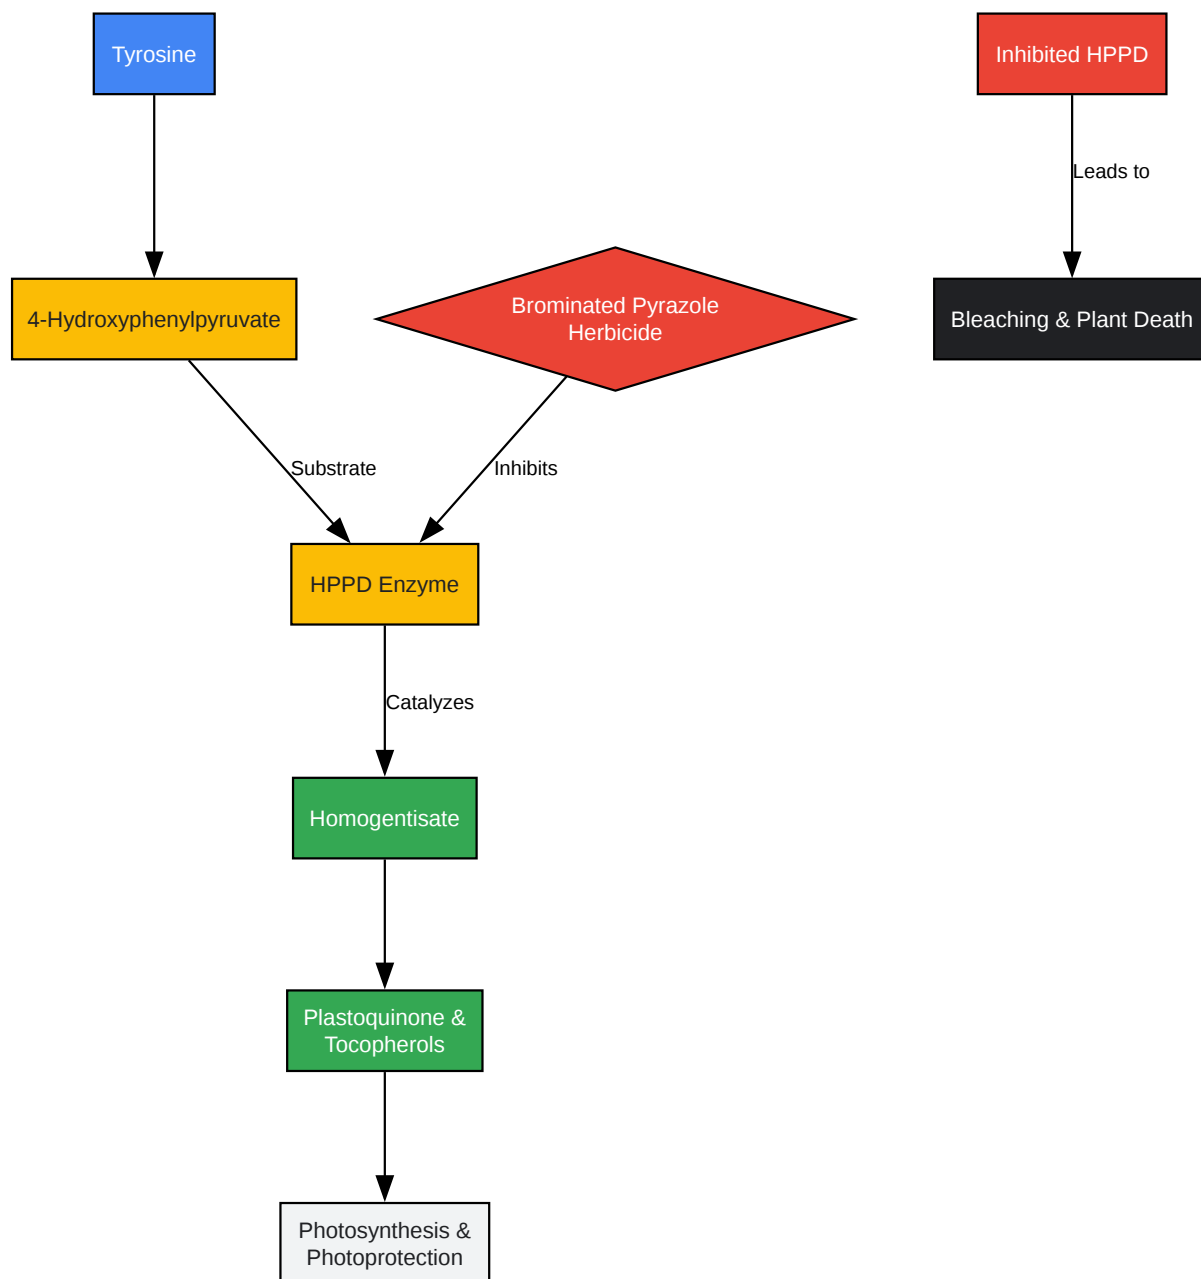 Tyrosine
Inhibited HPPD
Leads to
4-Hydroxyphenylpyruvate
Brominated Pyrazole
Herbicide
Bleaching & Plant Death
Substrate
Inhibits
HPPD Enzyme
Catalyzes
Homogentisate
Plastoquinone &
Tocopherols
Photosynthesis &
Photoprotection